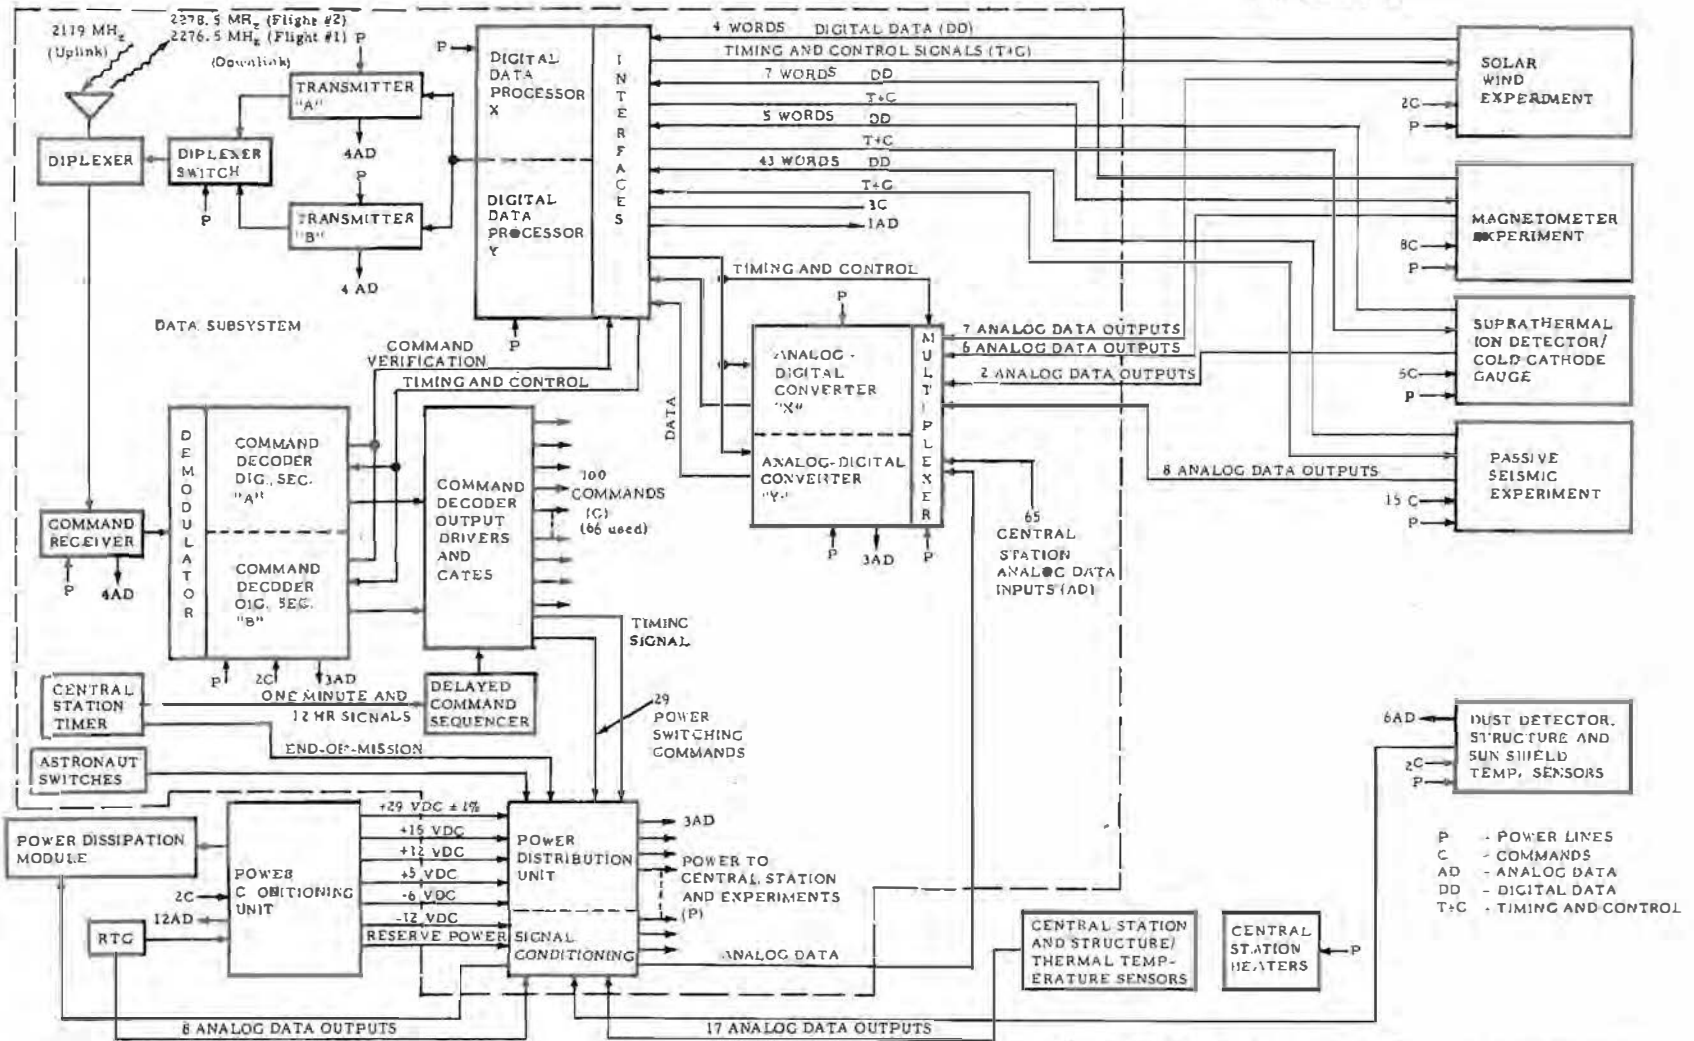 2119 MHz
(Uplink)
2278.5 MHz (Flight #2)
2276.5 MHz (Flight #1)
(Downlink)
P
TRANSMITTER
"A"
4AD
P
TRANSMITTER
"B"
4 AD
DIPLEXER
DIPLEXER
SWITCH
P
P
DIGITAL
DATA
PROCESSOR
X
DIGITAL
DATA
PROCESSOR
Y
INTERFACES
P
4 WORDS DIGITAL DATA (DD)
TIMING AND CONTROL SIGNALS (T+C)
7 WORDS DD
T+C
5 WORDS DD
T+C
43 WORDS DD
T+C
3C
1AD
SOLAR
WIND
EXPERIMENT
2C
P
MAGNETOMETER
EXPERIMENT
8C
P
SUPRATHERMAL
ION DETECTOR/
COLD CATHODE
GAUGE
5C
P
PASSIVE
SEISMIC
EXPERIMENT
15 C
P
TIMING AND CONTROL
P
ANALOG-
DIGITAL
CONVERTER
"X"
ANALOG-DIGITAL
CONVERTER
"Y"
MULTIPLEXER
7 ANALOG DATA OUTPUTS
6 ANALOG DATA OUTPUTS
2 ANALOG DATA OUTPUTS
8 ANALOG DATA OUTPUTS
P
3AD
P
65
CENTRAL
STATION
ANALOG DATA
INPUTS (AD)
DATA SUBSYSTEM
COMMAND
VERIFICATION
TIMING AND CONTROL
DATA
DEMODULATOR
COMMAND
DECODER
DIG. SEC.
"A"
COMMAND
DECODER
DIG. SEC.
"B"
COMMAND
DECODER
OUTPUT
DRIVERS
AND
GATES
100
COMMANDS
(C)
(66 used)
COMMAND
RECEIVER
P
4AD
P
2C
3AD
TIMING
SIGNAL
CENTRAL
STATION
TIMER
ONE MINUTE AND
12 HR SIGNALS
DELAYED
COMMAND
SEQUENCER
END-OF-MISSION
ASTRONAUT
SWITCHES
29
POWER
SWITCHING
COMMANDS
POWER DISSIPATION
MODULE
POWER
CONDITIONING
UNIT
2C
12AD
RTG
+29 VDC ± 1%
+15 VDC
+12 VDC
+5 VDC
-6 VDC
-12 VDC
RESERVE POWER
POWER
DISTRIBUTION
UNIT
SIGNAL
CONDITIONING
3AD
POWER TO
CENTRAL STATION
AND EXPERIMENTS
(P)
ANALOG DATA
8 ANALOG DATA OUTPUTS
17 ANALOG DATA OUTPUTS
CENTRAL STATION
AND STRUCTURE/
THERMAL TEMP-
ERATURE SENSORS
CENTRAL
STATION
HEATERS
P
6AD
2C
P
DUST DETECTOR,
STRUCTURE AND
SUN SHIELD
TEMP. SENSORS
P - POWER LINES
C - COMMANDS
AD - ANALOG DATA
DD - DIGITAL DATA
T+C - TIMING AND CONTROL